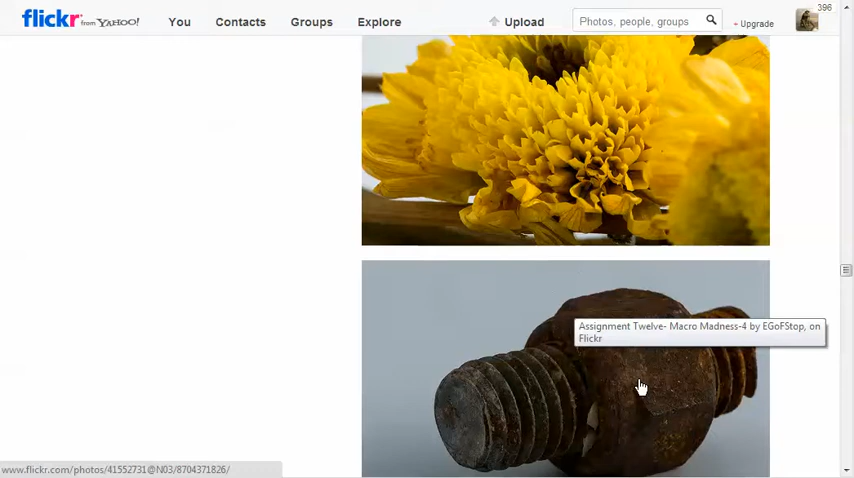 flickr from YAHOO! You Contacts Groups Explore Upload Photos, people, groups Upgrade 396
Assignment Twelve- Macro Madness-4 by EGoFStop, on
Flickr
www.flickr.com/photos/41552731@N03/8704371826/